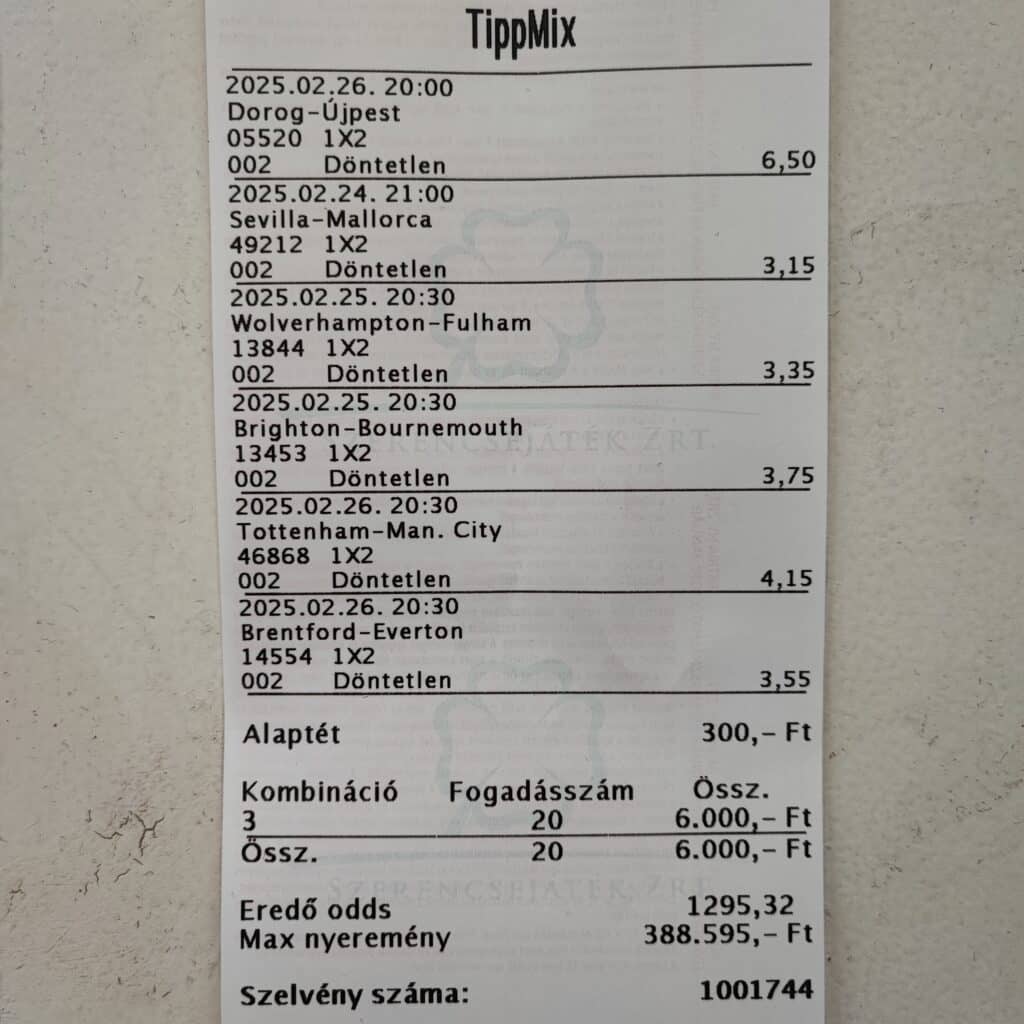 TippMix
2025.02.26. 20:00
Dorog-Újpest
05520 1X2
002 Döntetlen 6,50
2025.02.24. 21:00
Sevilla-Mallorca
49212 1X2
002 Döntetlen 3,15
2025.02.25. 20:30
Wolverhampton-Fulham
13844 1X2
002 Döntetlen 3,35
2025.02.25. 20:30
Brighton-Bournemouth
SZERENCSEJÁTÉK ZRT.
13453 1X2
002 Döntetlen 3,75
2025.02.26. 20:30
Tottenham-Man. City
46868 1X2
002 Döntetlen 4,15
2025.02.26. 20:30
Brentford-Everton
14554 1X2
002 Döntetlen 3,55
Alaptét 300,- Ft
Kombináció Fogadásszám Össz.
3 20 6.000,- Ft
Össz. 20 6.000,- Ft
SZERENCSEJÁTÉK ZRT.
Eredő odds 1295,32
Max nyeremény 388.595,- Ft
Szelvény száma: 1001744